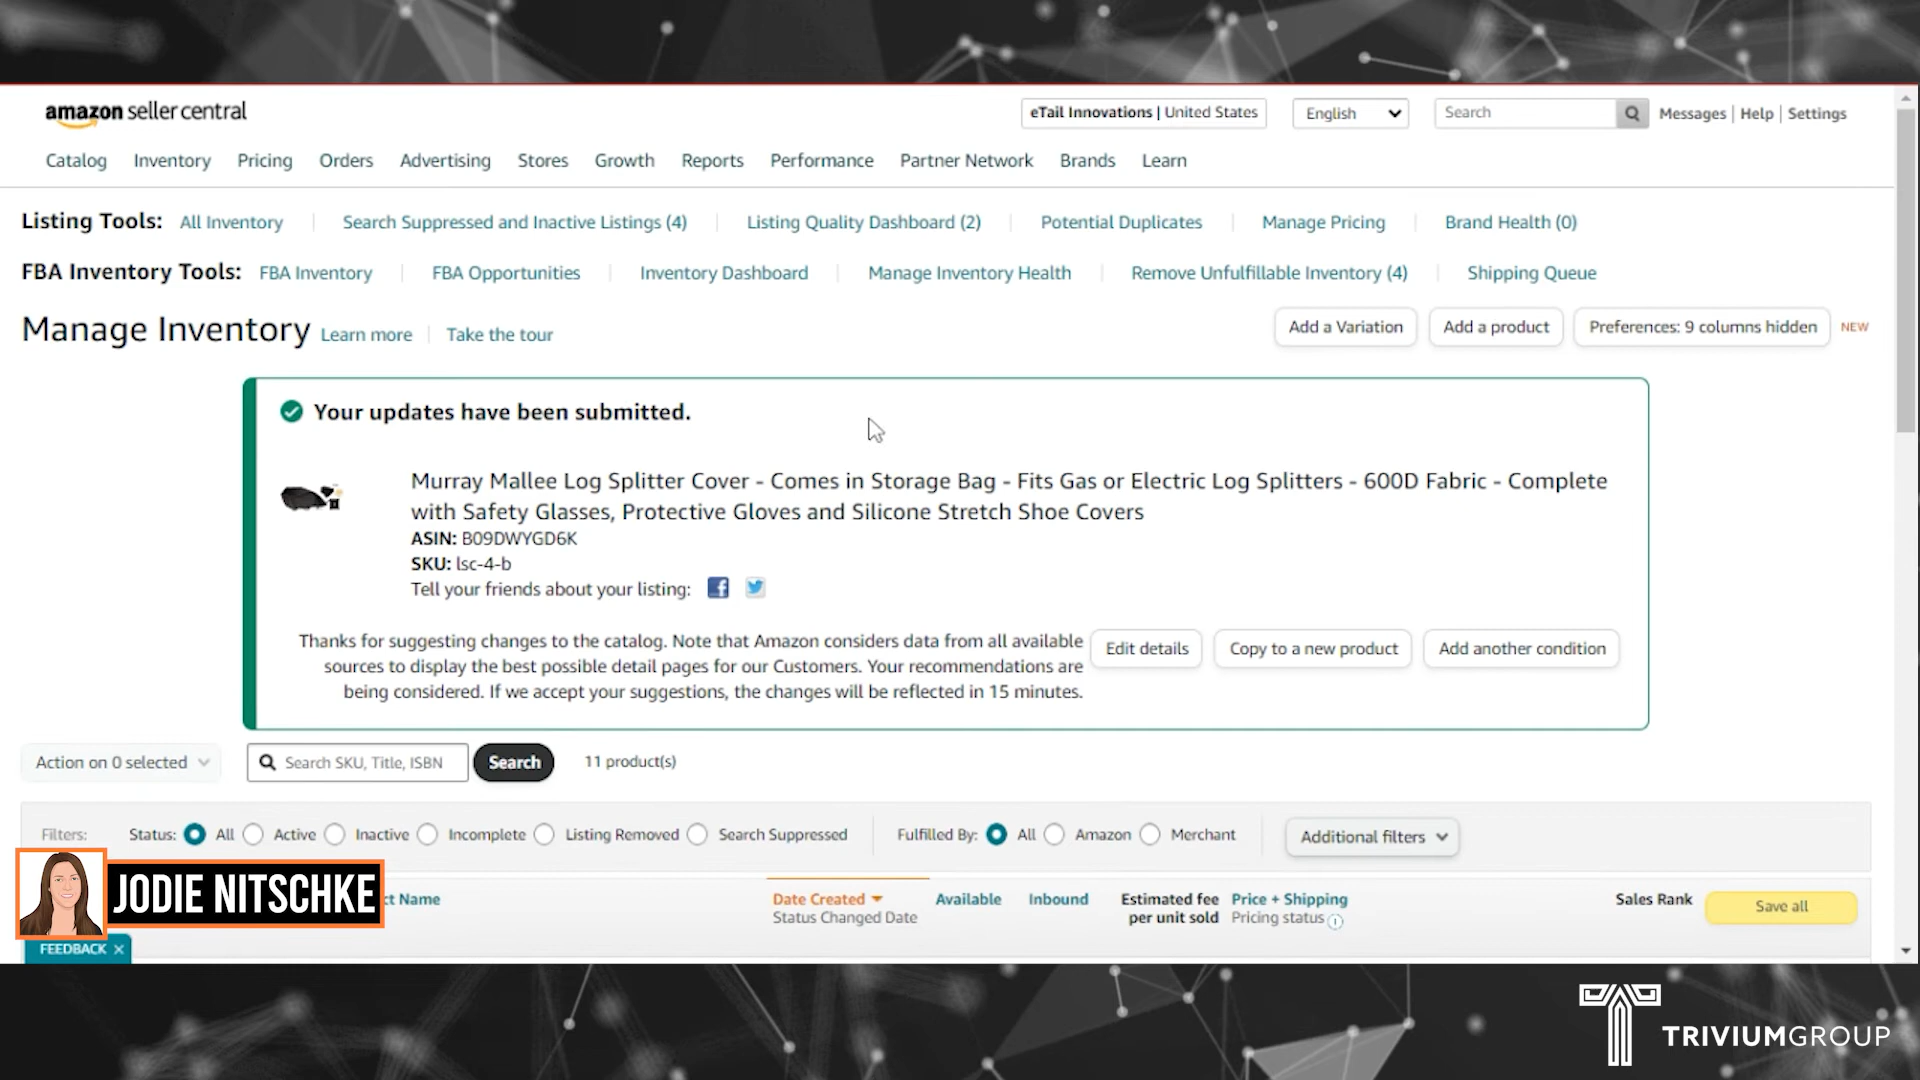 amazon seller central
eTail Innovations | United States
English
Search
Messages | Help | Settings
Catalog Inventory Pricing Orders Advertising Stores Growth Reports Performance Partner Network Brands Learn
Listing Tools: All Inventory | Search Suppressed and Inactive Listings (4) | Listing Quality Dashboard (2) | Potential Duplicates | Manage Pricing | Brand Health (0)
FBA Inventory Tools: FBA Inventory | FBA Opportunities | Inventory Dashboard | Manage Inventory Health | Remove Unfulfillable Inventory (4) | Shipping Queue
Manage Inventory Learn more | Take the tour
Add a Variation
Add a product
Preferences: 9 columns hidden
NEW
Your updates have been submitted.
Murray Mallee Log Splitter Cover - Comes in Storage Bag - Fits Gas or Electric Log Splitters - 600D Fabric - Complete
with Safety Glasses, Protective Gloves and Silicone Stretch Shoe Covers
ASIN: B09DWYGD6K
SKU: lsc-4-b
Tell your friends about your listing:
Thanks for suggesting changes to the catalog. Note that Amazon considers data from all available
sources to display the best possible detail pages for our Customers. Your recommendations are
being considered. If we accept your suggestions, the changes will be reflected in 15 minutes.
Edit details
Copy to a new product
Add another condition
Action on 0 selected
Search SKU, Title, ISBN
Search
11 product(s)
Filters: Status: All Active Inactive Incomplete Listing Removed Search Suppressed
Fulfilled By: All Amazon Merchant
Additional filters
JODIE NITSCHKE
ct Name
Date Created
Status Changed Date
Available
Inbound
Estimated fee
per unit sold
Price + Shipping
Pricing status
Sales Rank
Save all
FEEDBACK
TRIVIUMGROUP